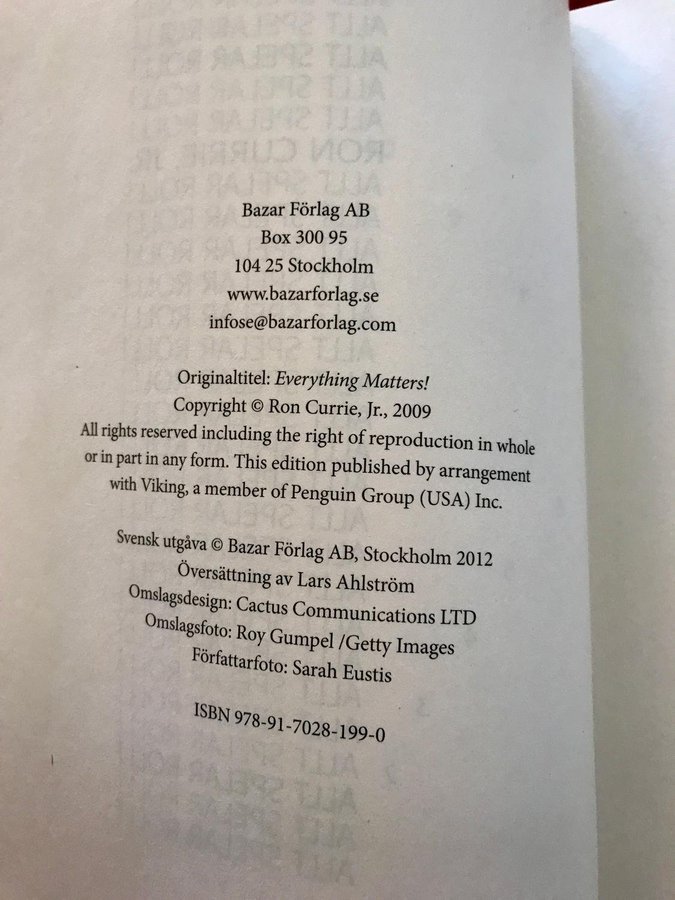 Bazar Förlag AB
Box 300 95
104 25 Stockholm
www.bazarforlag.se
infose@bazarforlag.com
Originaltitel: Everything Matters!
Copyright © Ron Currie, Jr., 2009
All rights reserved including the right of reproduction in whole
or in part in any form. This edition published by arrangement
with Viking, a member of Penguin Group (USA) Inc.
Svensk utgåva © Bazar Förlag AB, Stockholm 2012
Översättning av Lars Ahlström
Omslagsdesign: Cactus Communications LTD
Omslagsfoto: Roy Gumpel /Getty Images
Författarfoto: Sarah Eustis
ISBN 978-91-7028-199-0